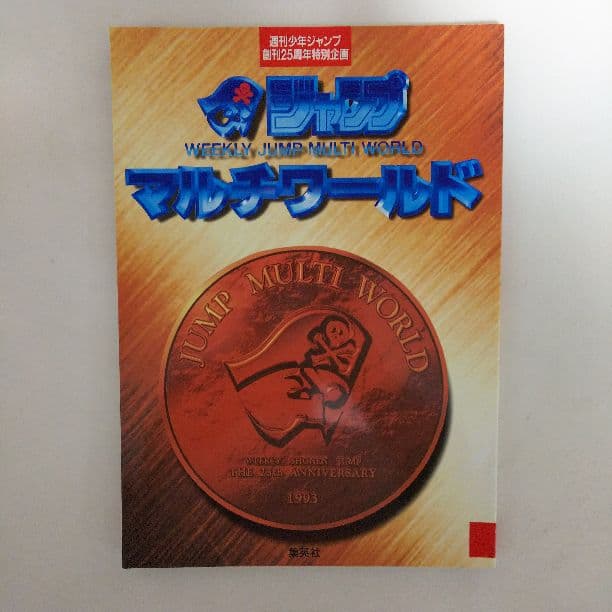 週刊少年ジャンプ
創刊25周年特別企画
ジャンプ
WEEKLY JUMP MULTI WORLD
マルチワールド
JUMP MULTI WORLD
WEEKLY SHONEN JUMP
THE 25th ANNIVERSARY
1993
集英社